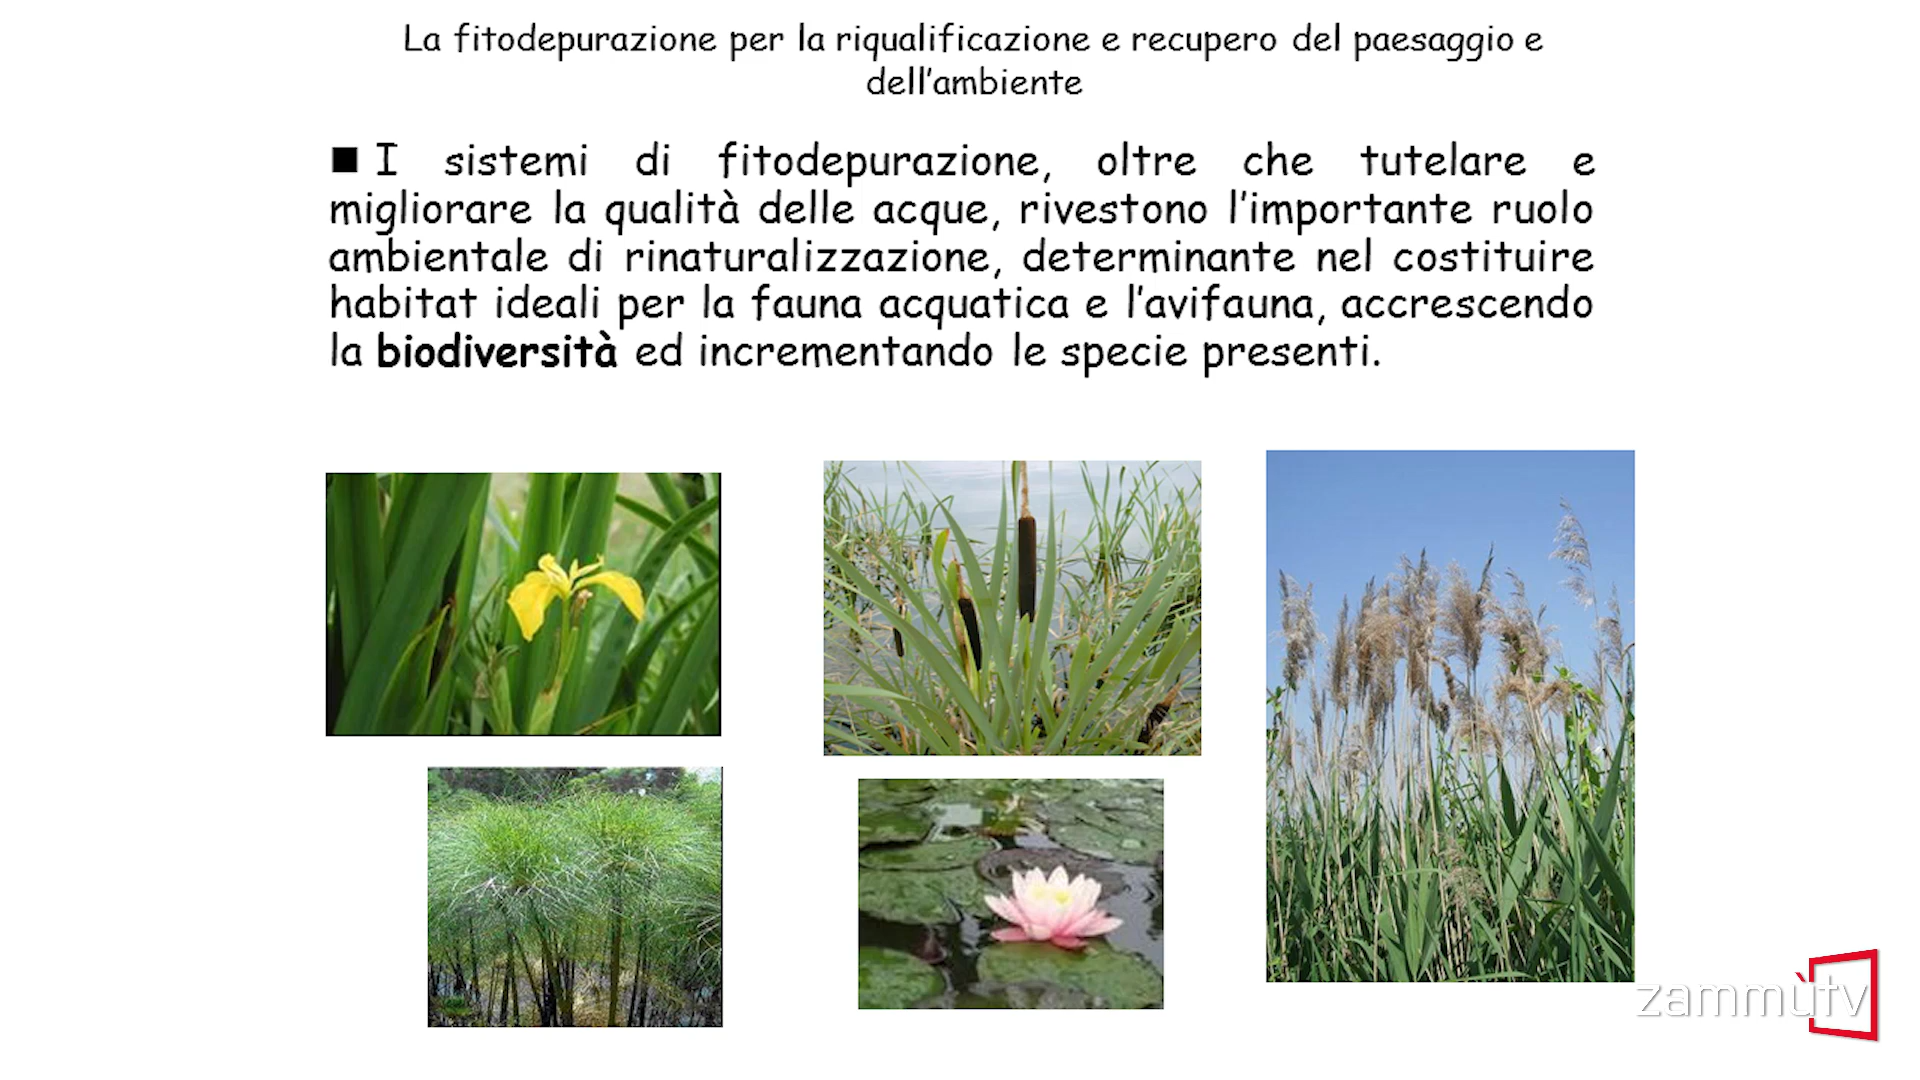 La fitodepurazione per la riqualificazione e recupero del paesaggio e
dell'ambiente
■ I sistemi di fitodepurazione, oltre che tutelare e
migliorare la qualità delle acque, rivestono l'importante ruolo
ambientale di rinaturalizzazione, determinante nel costituire
habitat ideali per la fauna acquatica e l'avifauna, accrescendo
la biodiversità ed incrementando le specie presenti.
zammùtv